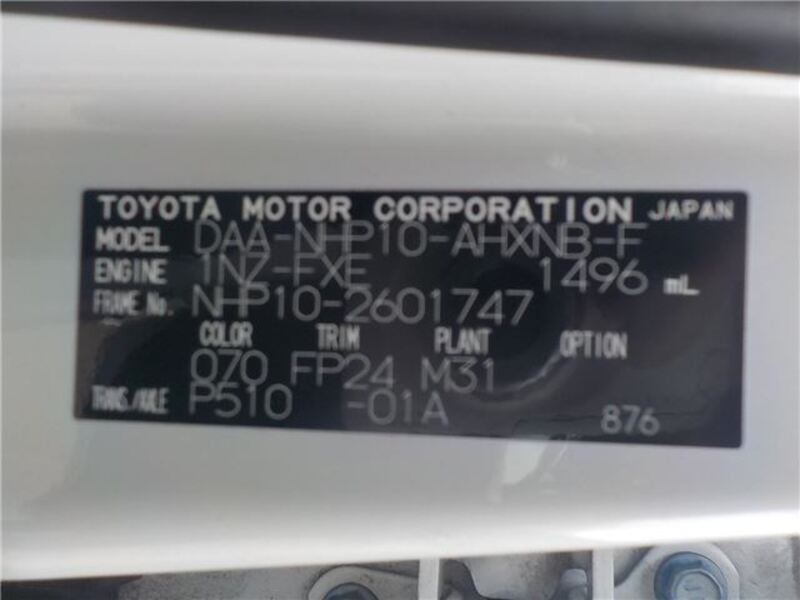 TOYOTA MOTOR CORPORATION JAPAN
MODEL DAA-NHP10-AHXNB-F
ENGINE 1NZ-FXE 1496 mL
FRAME No. NHP10-2601747
COLOR TRIM PLANT OPTION
070 FP24 M31
TRANS./AXLE P510 -01A 876